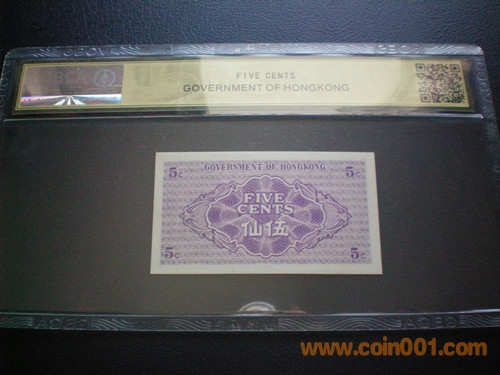 FIVE CENTS
GOVERNMENT OF HONGKONG
GOVERNMENT OF HONGKONG
5c 5c
FIVE
CENTS
仙伍
5c 5c
www.coin001.com